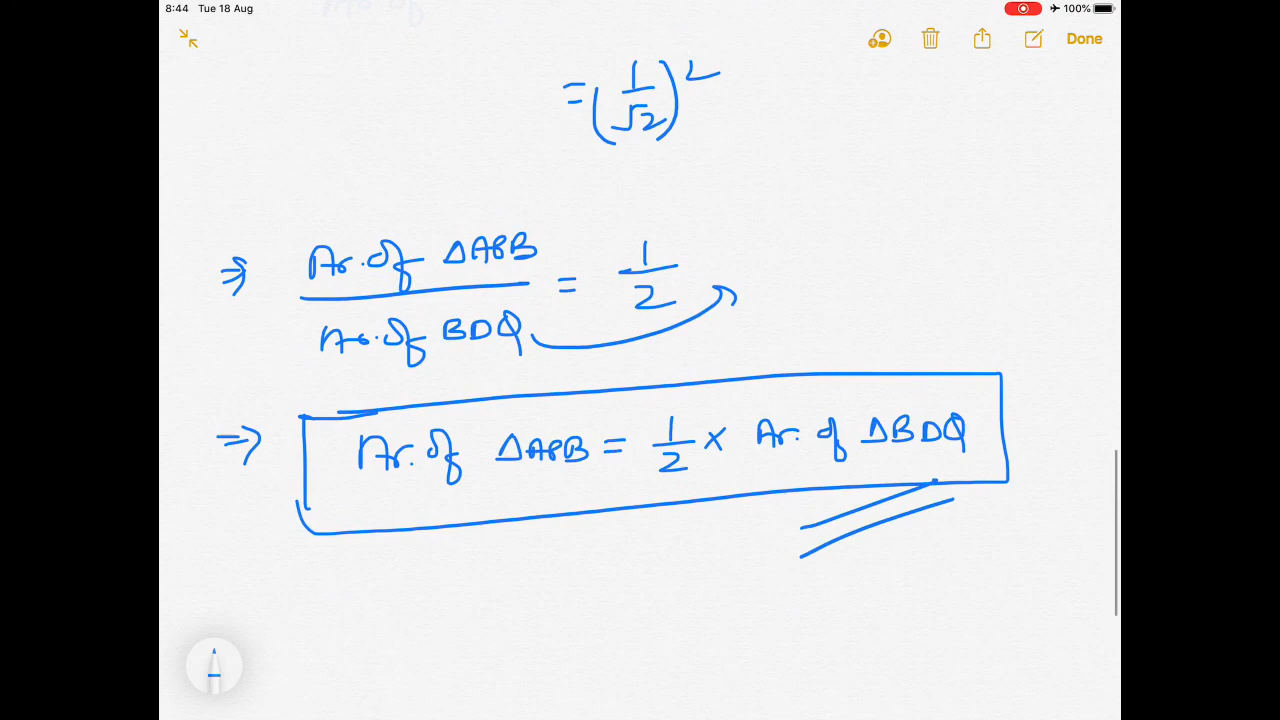 8:44 Tue 18 Aug 100%
Done
= (1/√2)²
⇒ Ar. of ΔAPB / Ar. of BDQ = 1/2
⇒ Ar. of ΔAPB = 1/2 × Ar. of ΔBDQ